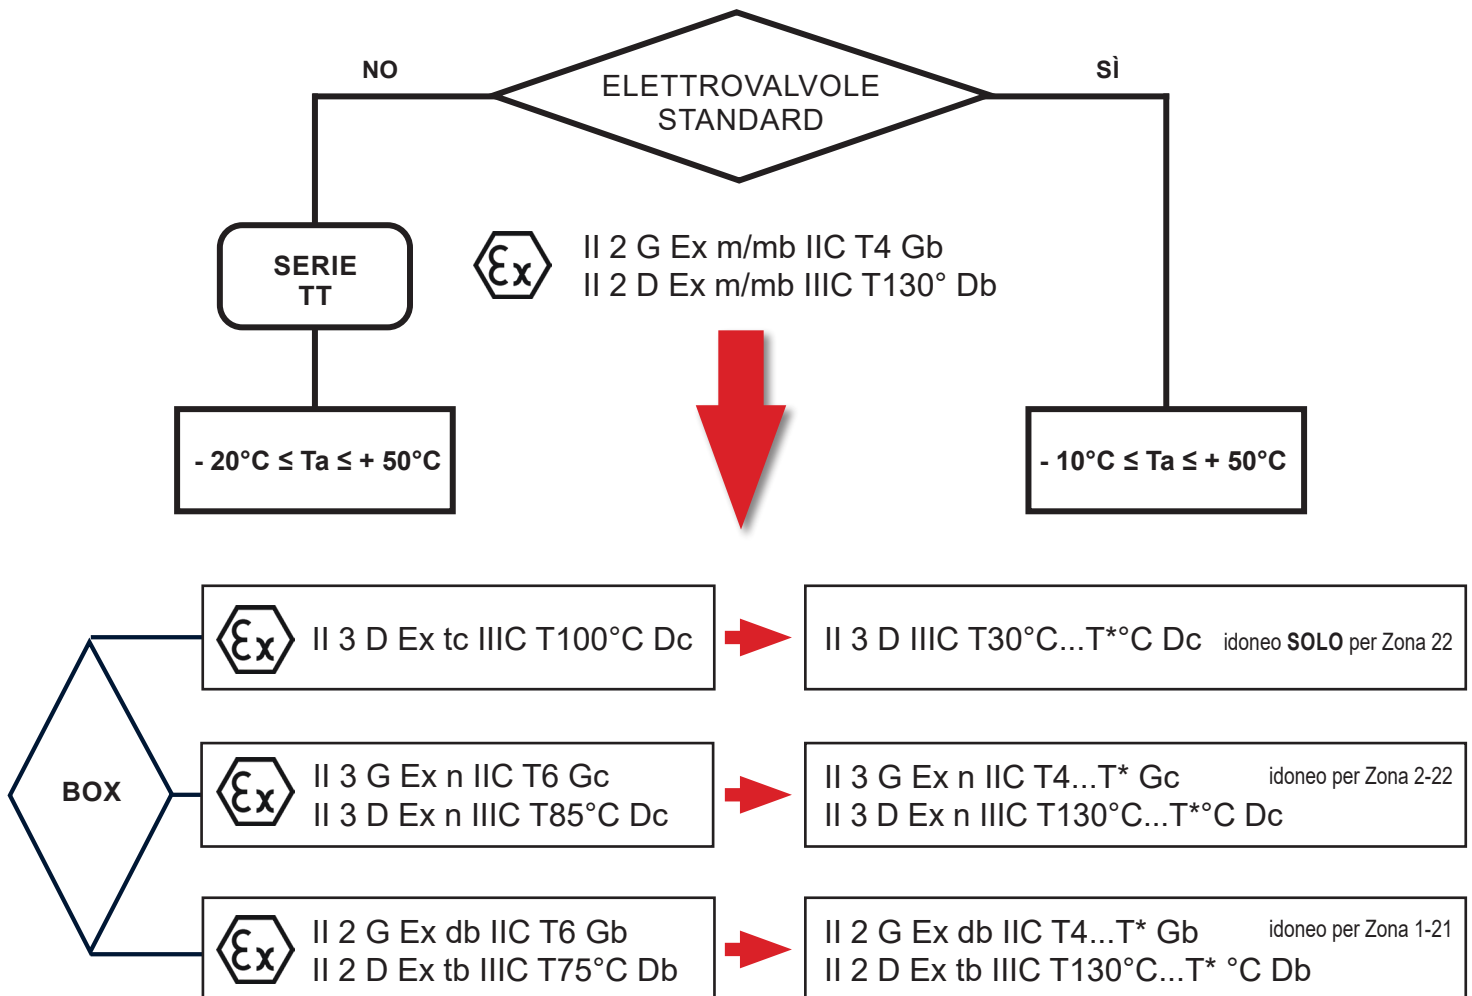 NO
SÌ
ELETTROVALVOLE
STANDARD
SERIE
TT
Ex
II 2 G Ex m/mb IIC T4 Gb
II 2 D Ex m/mb IIIC T130° Db
- 20°C ≤ Ta ≤ + 50°C
- 10°C ≤ Ta ≤ + 50°C
BOX
Ex
II 3 D Ex tc IIIC T100°C Dc
II 3 D IIIC T30°C...T*°C Dc idoneo SOLO per Zona 22
Ex
II 3 G Ex n IIC T6 Gc
II 3 D Ex n IIIC T85°C Dc
II 3 G Ex n IIC T4...T* Gc idoneo per Zona 2-22
II 3 D Ex n IIIC T130°C...T*°C Dc
Ex
II 2 G Ex db IIC T6 Gb
II 2 D Ex tb IIIC T75°C Db
II 2 G Ex db IIC T4...T* Gb idoneo per Zona 1-21
II 2 D Ex tb IIIC T130°C...T* °C Db